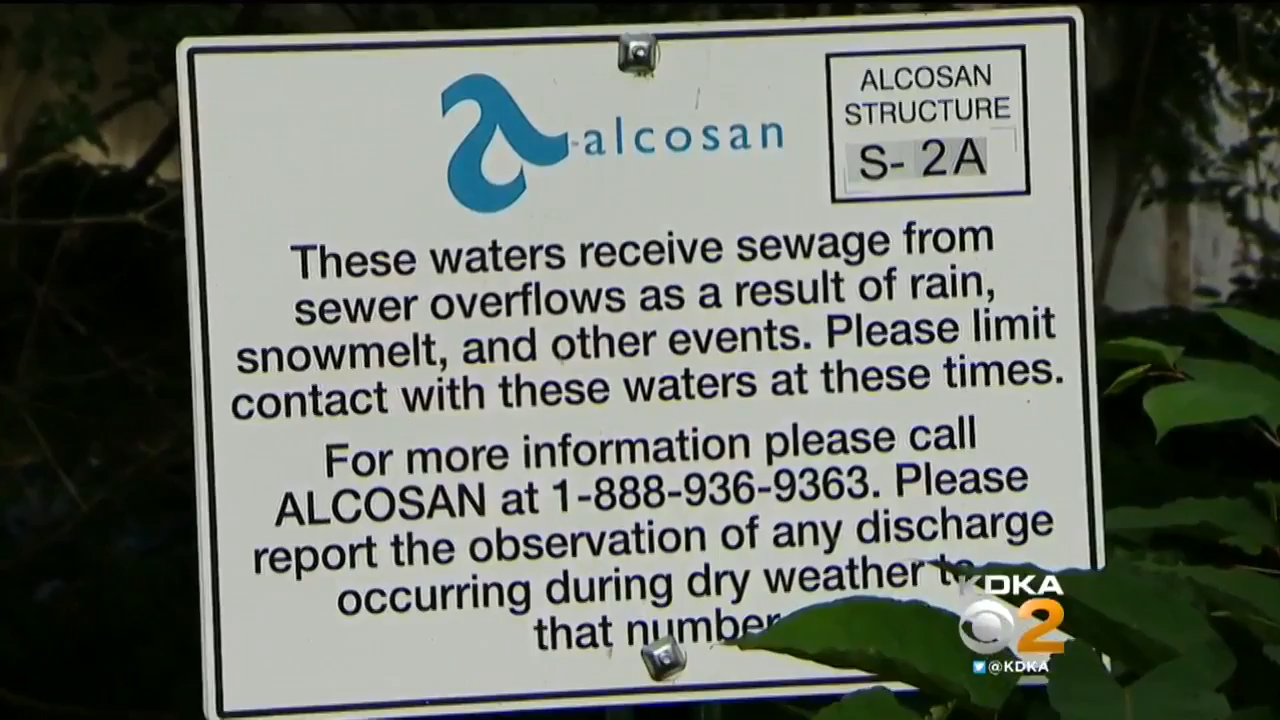 alcosan
ALCOSAN
STRUCTURE
S- 2A
These waters receive sewage from
sewer overflows as a result of rain,
snowmelt, and other events. Please limit
contact with these waters at these times.
For more information please call
ALCOSAN at 1-888-936-9363. Please
report the observation of any discharge
occurring during dry weather to
that number
KDKA
2
@KDKA